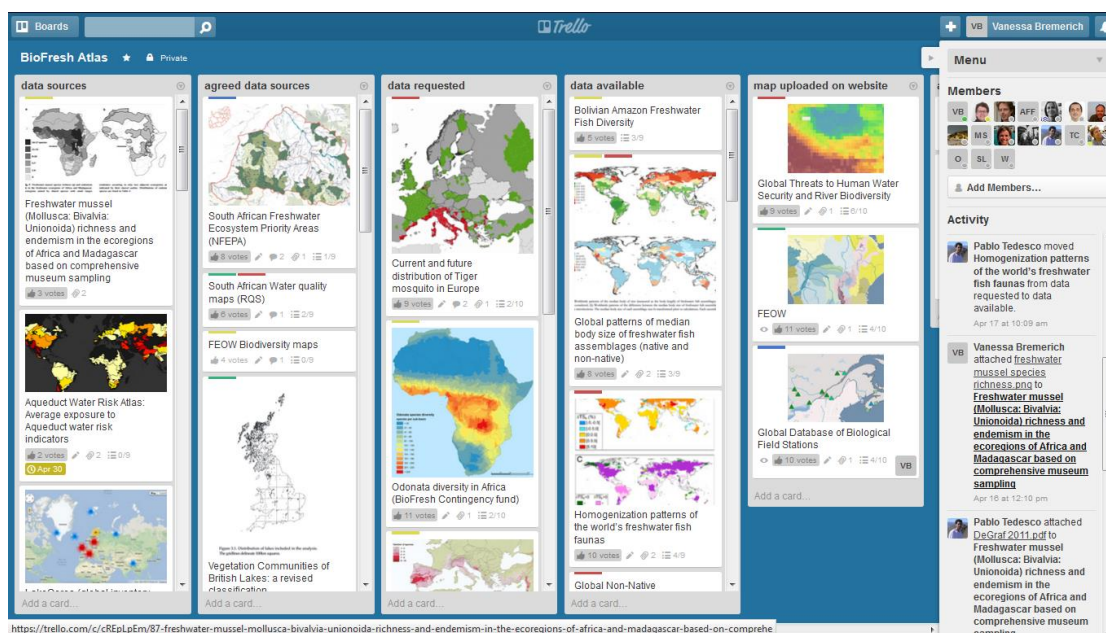 Boards
Trello
VB Vanessa Bremerich
BioFresh Atlas Private
data sources
Freshwater mussel
(Mollusca: Bivalvia:
Unionoida) richness and
endemism in the ecoregions
of Africa and Madagascar
based on comprehensive
museum sampling
3 votes 2
Aqueduct Water Risk Atlas:
Average exposure to
Aqueduct water risk
indicators
2 votes 2 0/9
Apr 30
Add a card...
agreed data sources
South African Freshwater
Ecosystem Priority Areas
(NFEPA)
8 votes 2 1 1/9
South African Water quality
maps (RQS)
6 votes 1 2/9
FEOW Biodiversity maps
4 votes 1 0/9
Vegetation Communities of
British Lakes: a revised
classification
Add a card...
data requested
Current and future
distribution of Tiger
mosquito in Europe
9 votes 2 1 2/10
Odonata diversity in Africa
(BioFresh Contingency fund)
11 votes 1 2/10
Add a card...
data available
Bolivian Amazon Freshwater
Fish Diversity
5 votes 3/9
Global patterns of median
body size of freshwater fish
assemblages (native and
non-native)
8 votes 2 3/9
Homogenization patterns of
the world's freshwater fish
faunas
10 votes 2 4/9
Global Non-Native
Add a card...
map uploaded on website
Global Threats to Human Water
Security and River Biodiversity
9 votes 1 6/10
FEOW
11 votes 1 4/10
Global Database of Biological
Field Stations
10 votes 1 4/10
VB
Add a card...
Menu
Members
VB AFF
MS TC
O SL W
Add Members...
Activity
Pablo Tedesco moved
Homogenization patterns
of the world's freshwater
fish faunas from data
requested to data
available.
Apr 17 at 10:09 am
VB Vanessa Bremerich
attached freshwater
mussel species
richness.png to
Freshwater mussel
(Mollusca: Bivalvia:
Unionoida) richness and
endemism in the
ecoregions of Africa and
Madagascar based on
comprehensive museum
sampling
Apr 16 at 12:10 pm
Pablo Tedesco attached
DeGraf 2011.pdf to
Freshwater mussel
(Mollusca: Bivalvia:
Unionoida) richness and
endemism in the
ecoregions of Africa and
Madagascar based on
comprehensive museum
sampling
https://trello.com/c/cREpLpEm/87-freshwater-mussel-mollusca-bivalvia-unionoida-richness-and-endemism-in-the-ecoregions-of-africa-and-madagascar-based-on-comprehe